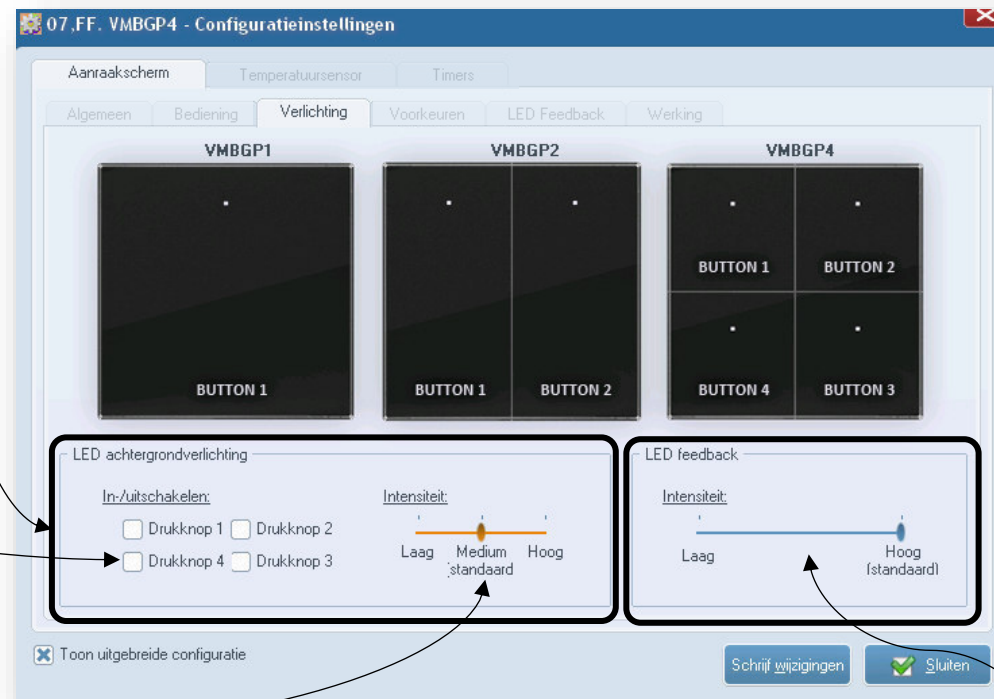 07,FF. VMBGP4 - Configuratieinstellingen
Aanraakscherm Temperatuursensor Timers
Algemeen Bediening Verlichting Voorkeuren LED Feedback Werking
VMBGP1 VMBGP2 VMBGP4
BUTTON 1 BUTTON 2
BUTTON 1 BUTTON 1 BUTTON 2 BUTTON 4 BUTTON 3
LED achtergrondverlichting LED feedback
In-/uitschakelen: Intensiteit: Intensiteit:
Drukknop 1 Drukknop 2
Drukknop 4 Drukknop 3
Laag Medium Hoog Laag Hoog
(standaard (standaard)
Toon uitgebreide configuratie
Schrijf wijzigingen Sluiten